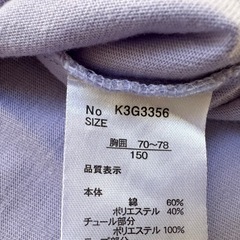 No K3G3356
SIZE
胸囲 70~78
150
品質表示
本体
綿 60%
ポリエステル 40%
チュール部分
ポリエステル 100%